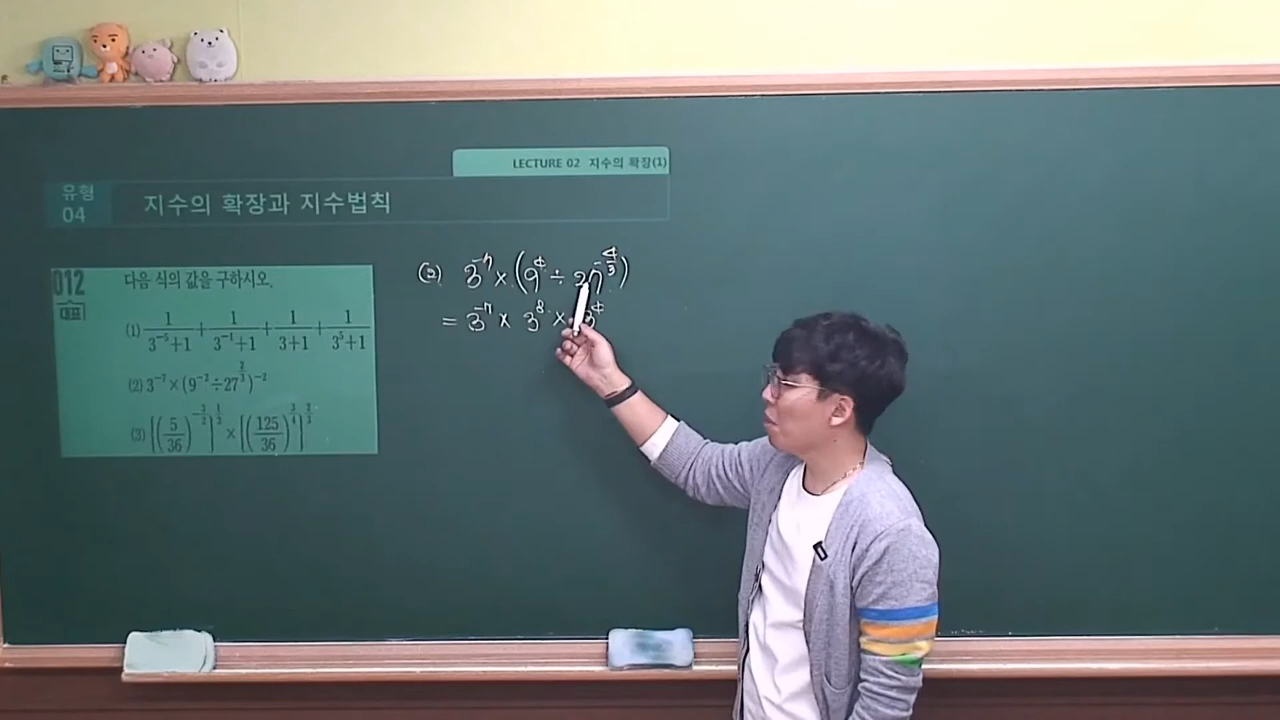 LECTURE 02 지수의 확장(1)
유형
04
지수의 확장과 지수법칙
012
대표
다음 식의 값을 구하시오.
(1) 1/(3⁻⁵+1) + 1/(3⁻¹+1) + 1/(3+1) + 1/(3⁵+1)
(2) 3⁻⁷×(9⁻²÷27^(2/3))⁻²
(3) [(5/36)^(-3/2)]^(1/2) × [(125/36)^(3/4)]^(2/3)
(2) 3⁻⁷×(9⁴÷27^(-4/3))
= 3⁻⁷× 3⁸ × 3⁴